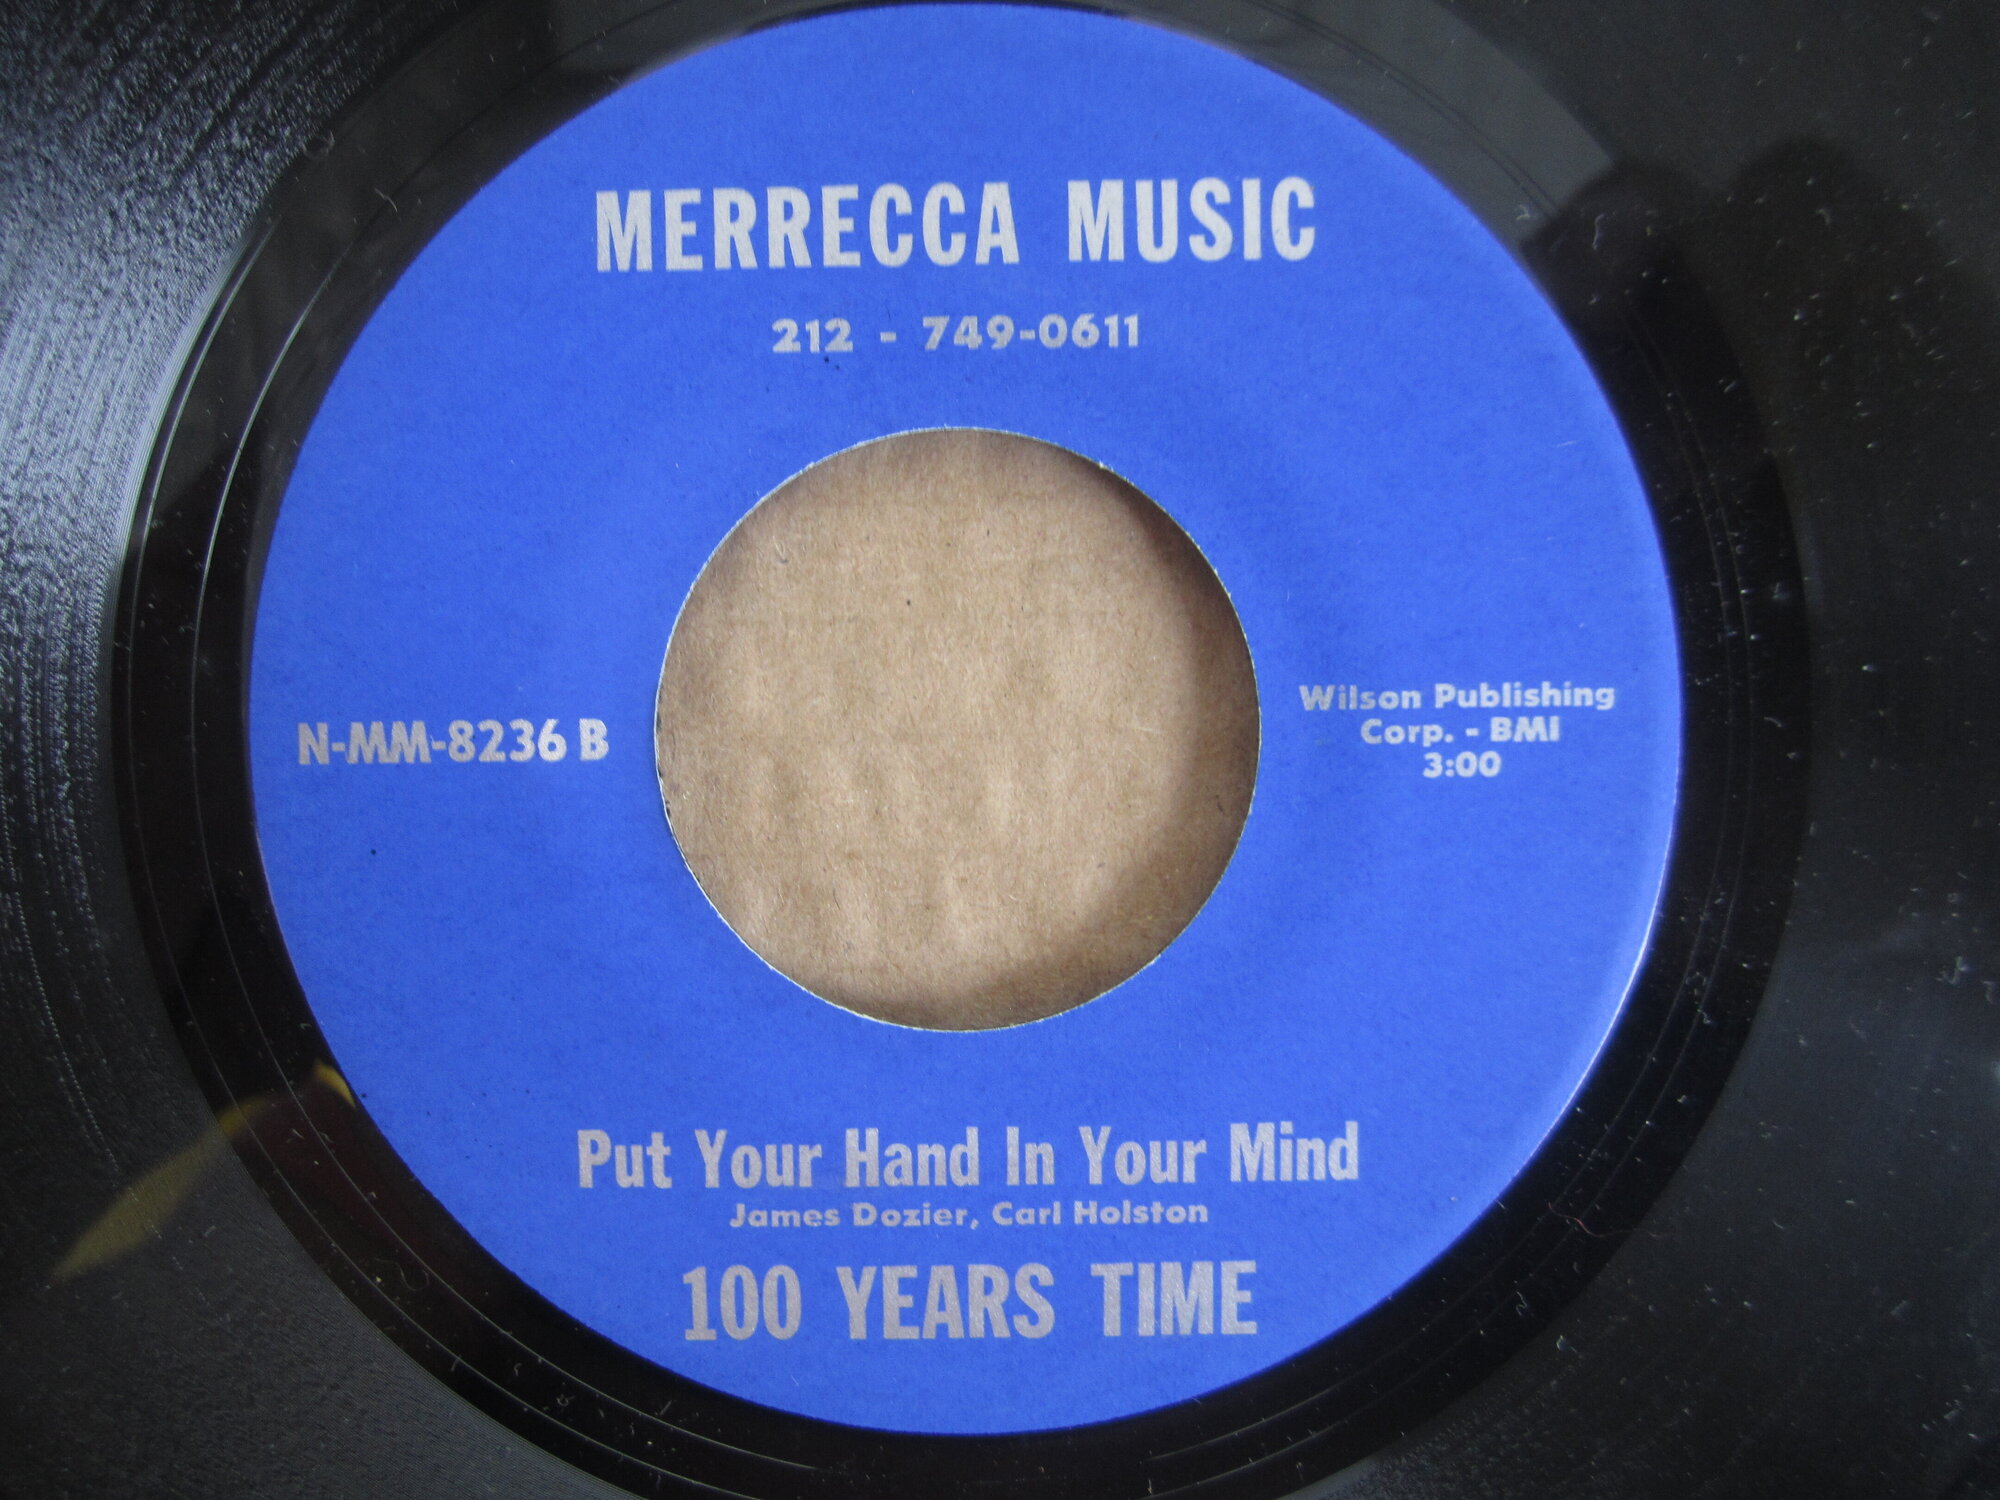 MERRECCA MUSIC
212 - 749-0611
N-MM-8236 B
Wilson Publishing
Corp. - BMI
3:00
Put Your Hand In Your Mind
James Dozier, Carl Holston
100 YEARS TIME